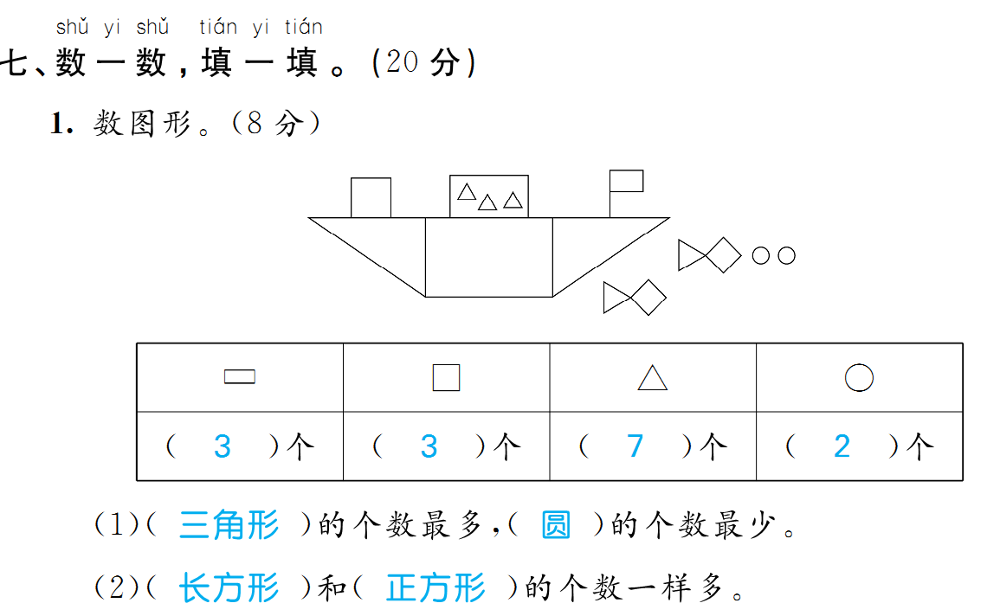 shǔ yi shǔ tián yi tián
七、数一数,填一填。(20分)
1. 数图形。(8分)
( 3 )个 ( 3 )个 ( 7 )个 ( 2 )个
(1)( 三角形 )的个数最多,( 圆 )的个数最少。
(2)( 长方形 )和( 正方形 )的个数一样多。